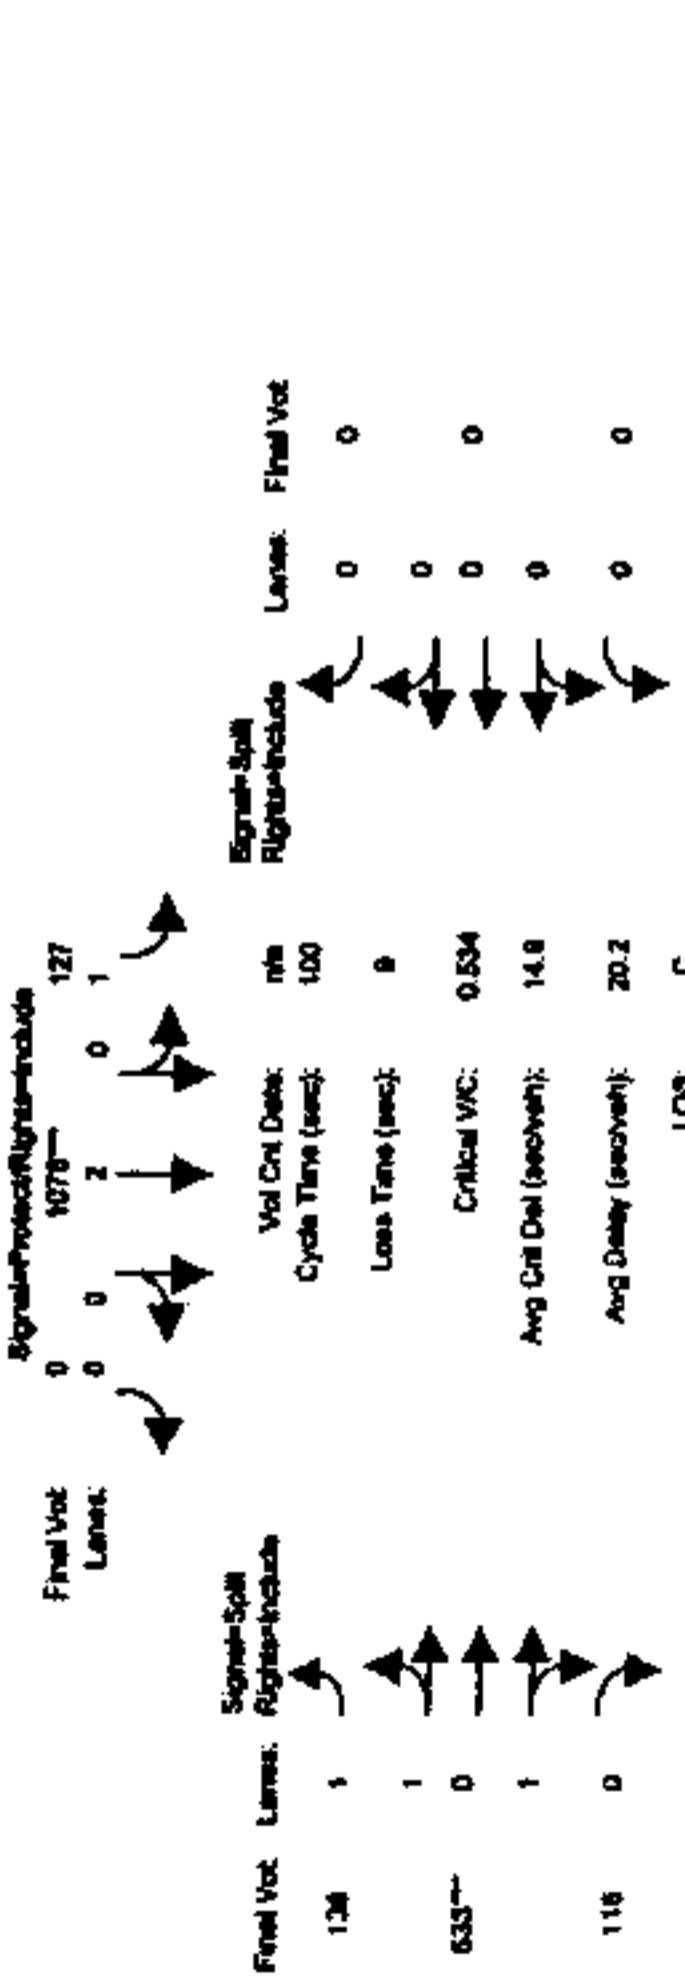 Signal=Protect/Rights=Include
Final Vol: 0 1078*** 127
Lanes: 0 0 2 0 1
Signal=Split
Rights=Include
Signal=Split
Rights=Include
Final Vol: Lanes:
Lanes: Final Vol:
Vol Cnt Date: n/a
Cycle Time (sec): 100
1
0 0
1
0
Loss Time (sec): 9
633*** 0
Critical V/C: 0.534
0 0
1
Avg Crit Del (sec/veh):
0
0
Avg Delay (sec/veh): 20.2
0 0
LOS: C